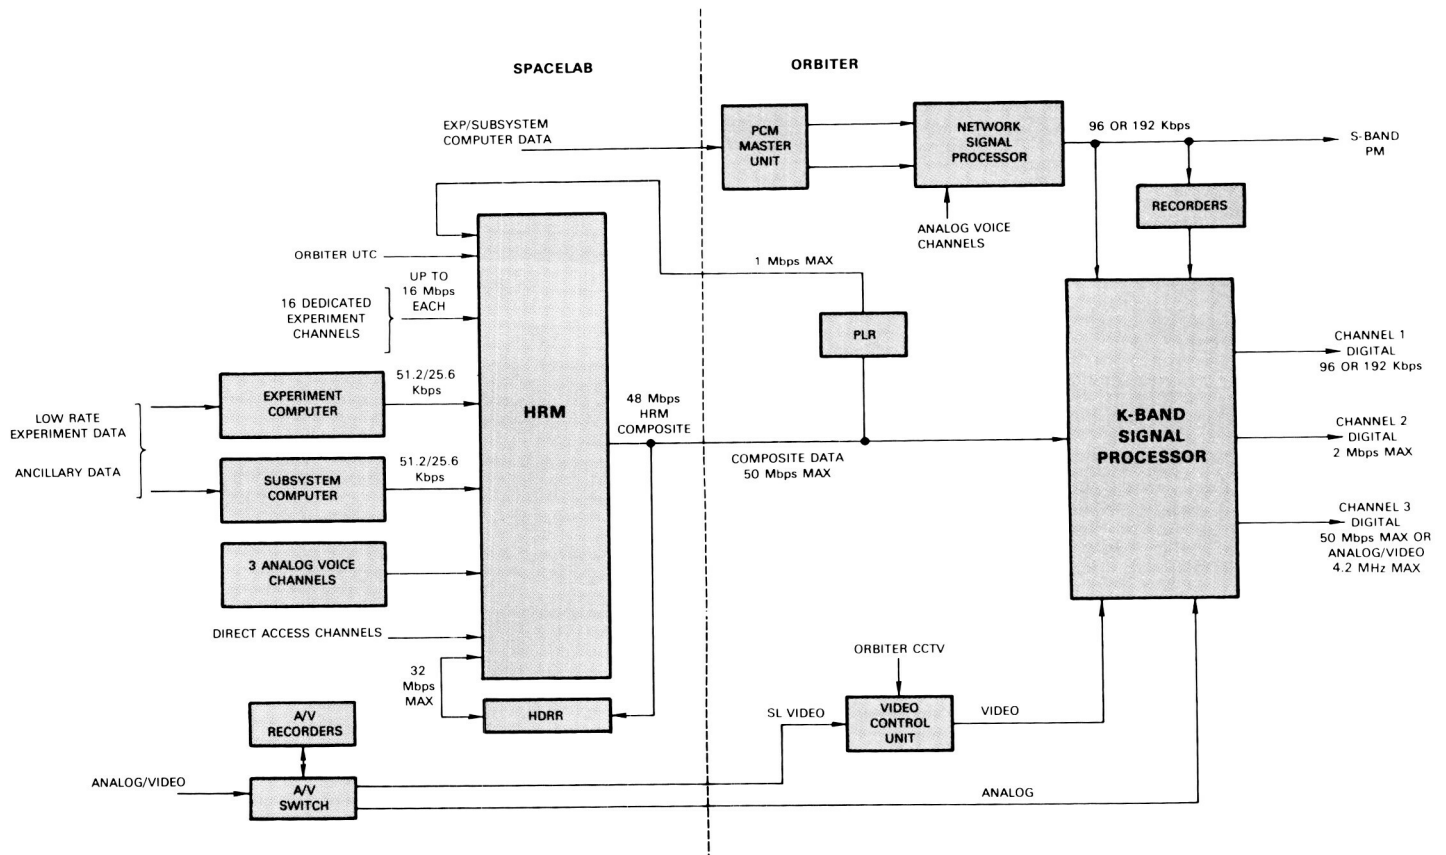 SPACELAB
ORBITER
EXP/SUBSYSTEM
COMPUTER DATA
PCM
MASTER
UNIT
NETWORK
SIGNAL
PROCESSOR
96 OR 192 Kbps
S-BAND
PM
RECORDERS
ANALOG VOICE
CHANNELS
ORBITER UTC
UP TO
16 Mbps
EACH
16 DEDICATED
EXPERIMENT
CHANNELS
1 Mbps MAX
PLR
HRM
EXPERIMENT
COMPUTER
51.2/25.6
Kbps
LOW RATE
EXPERIMENT DATA
ANCILLARY DATA
SUBSYSTEM
COMPUTER
51.2/25.6
Kbps
48 Mbps
HRM
COMPOSITE
COMPOSITE DATA
50 Mbps MAX
K-BAND
SIGNAL
PROCESSOR
CHANNEL 1
DIGITAL
96 OR 192 Kbps
CHANNEL 2
DIGITAL
2 Mbps MAX
CHANNEL 3
DIGITAL
50 Mbps MAX OR
ANALOG/VIDEO
4.2 MHz MAX
3 ANALOG VOICE
CHANNELS
DIRECT ACCESS CHANNELS
32
Mbps
MAX
HDRR
ORBITER CCTV
SL VIDEO
VIDEO
CONTROL
UNIT
VIDEO
A/V
RECORDERS
ANALOG/VIDEO
A/V
SWITCH
ANALOG